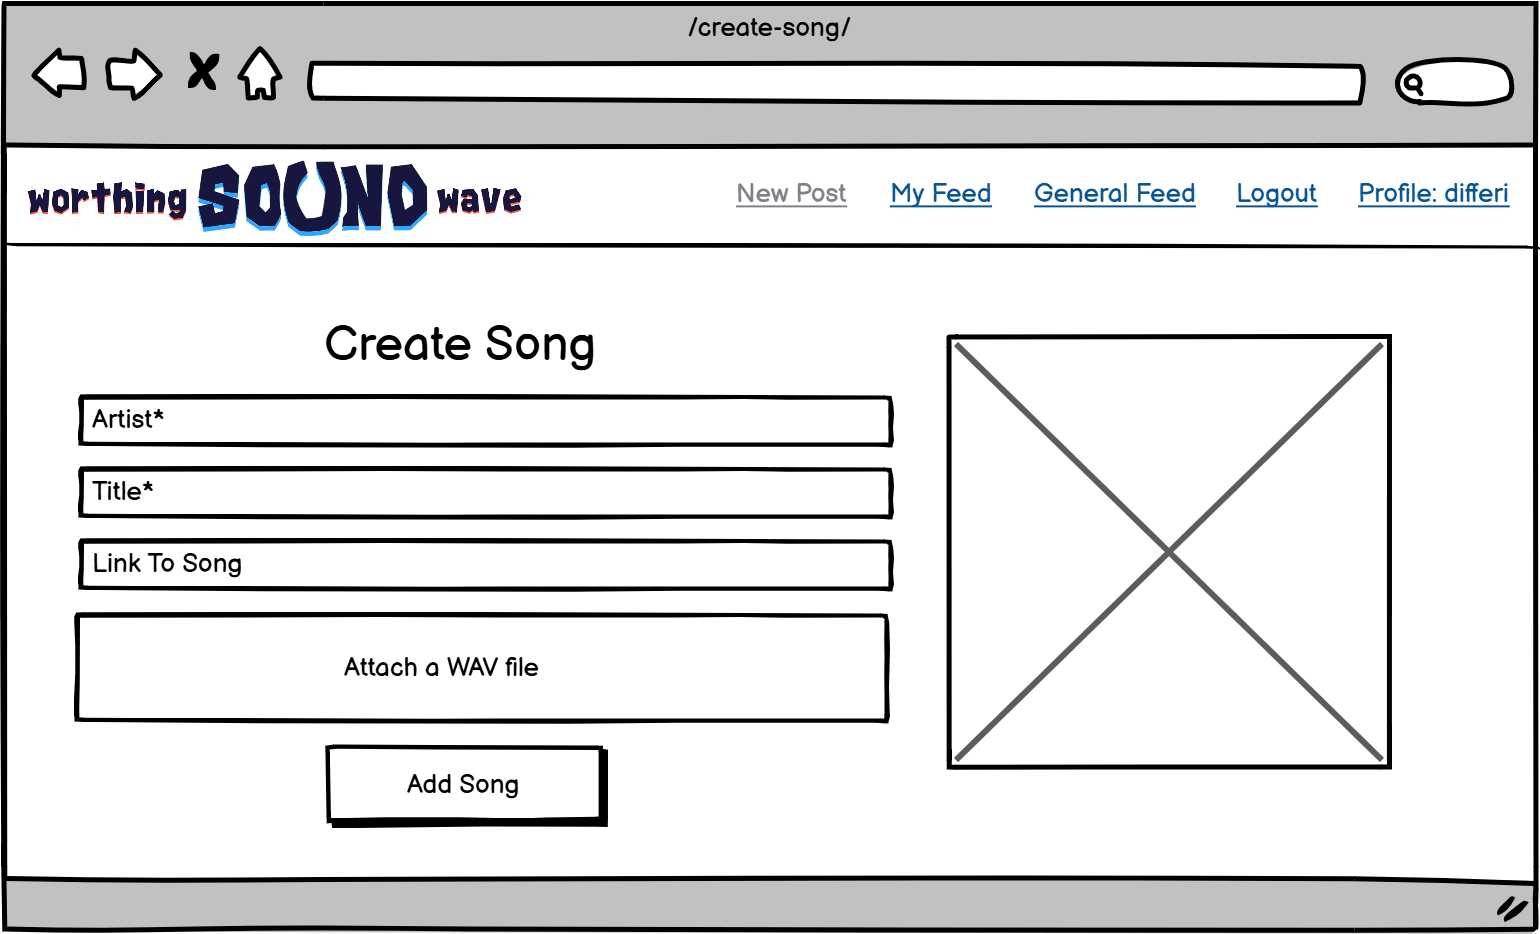 /create-song/
worthing SOUND wave
New Post My Feed General Feed Logout Profile: differi
Create Song
Artist*
Title*
Link To Song
Attach a WAV file
Add Song